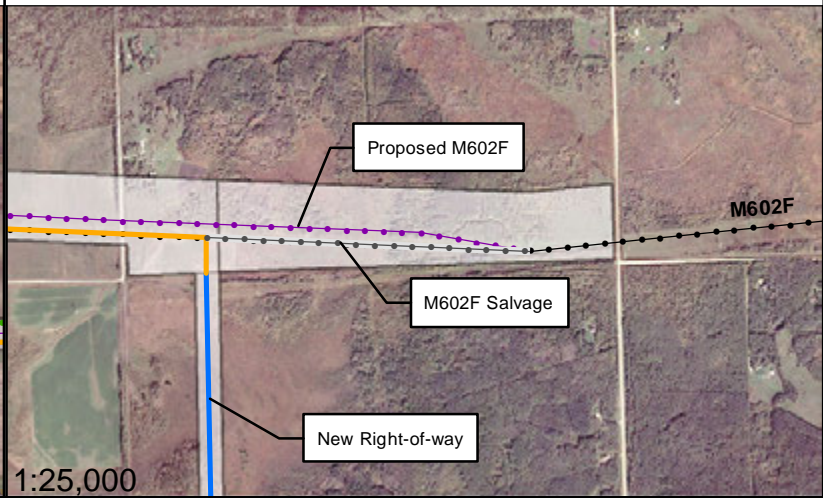 Proposed M602F
M602F
M602F Salvage
New Right-of-way
1:25,000